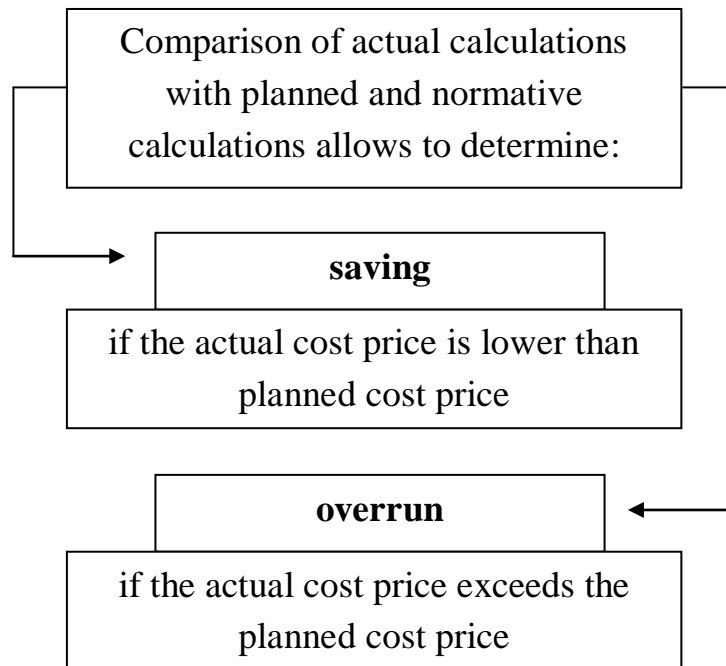 Comparison of actual calculations
with planned and normative
calculations allows to determine:
saving
if the actual cost price is lower than
planned cost price
overrun
if the actual cost price exceeds the
planned cost price